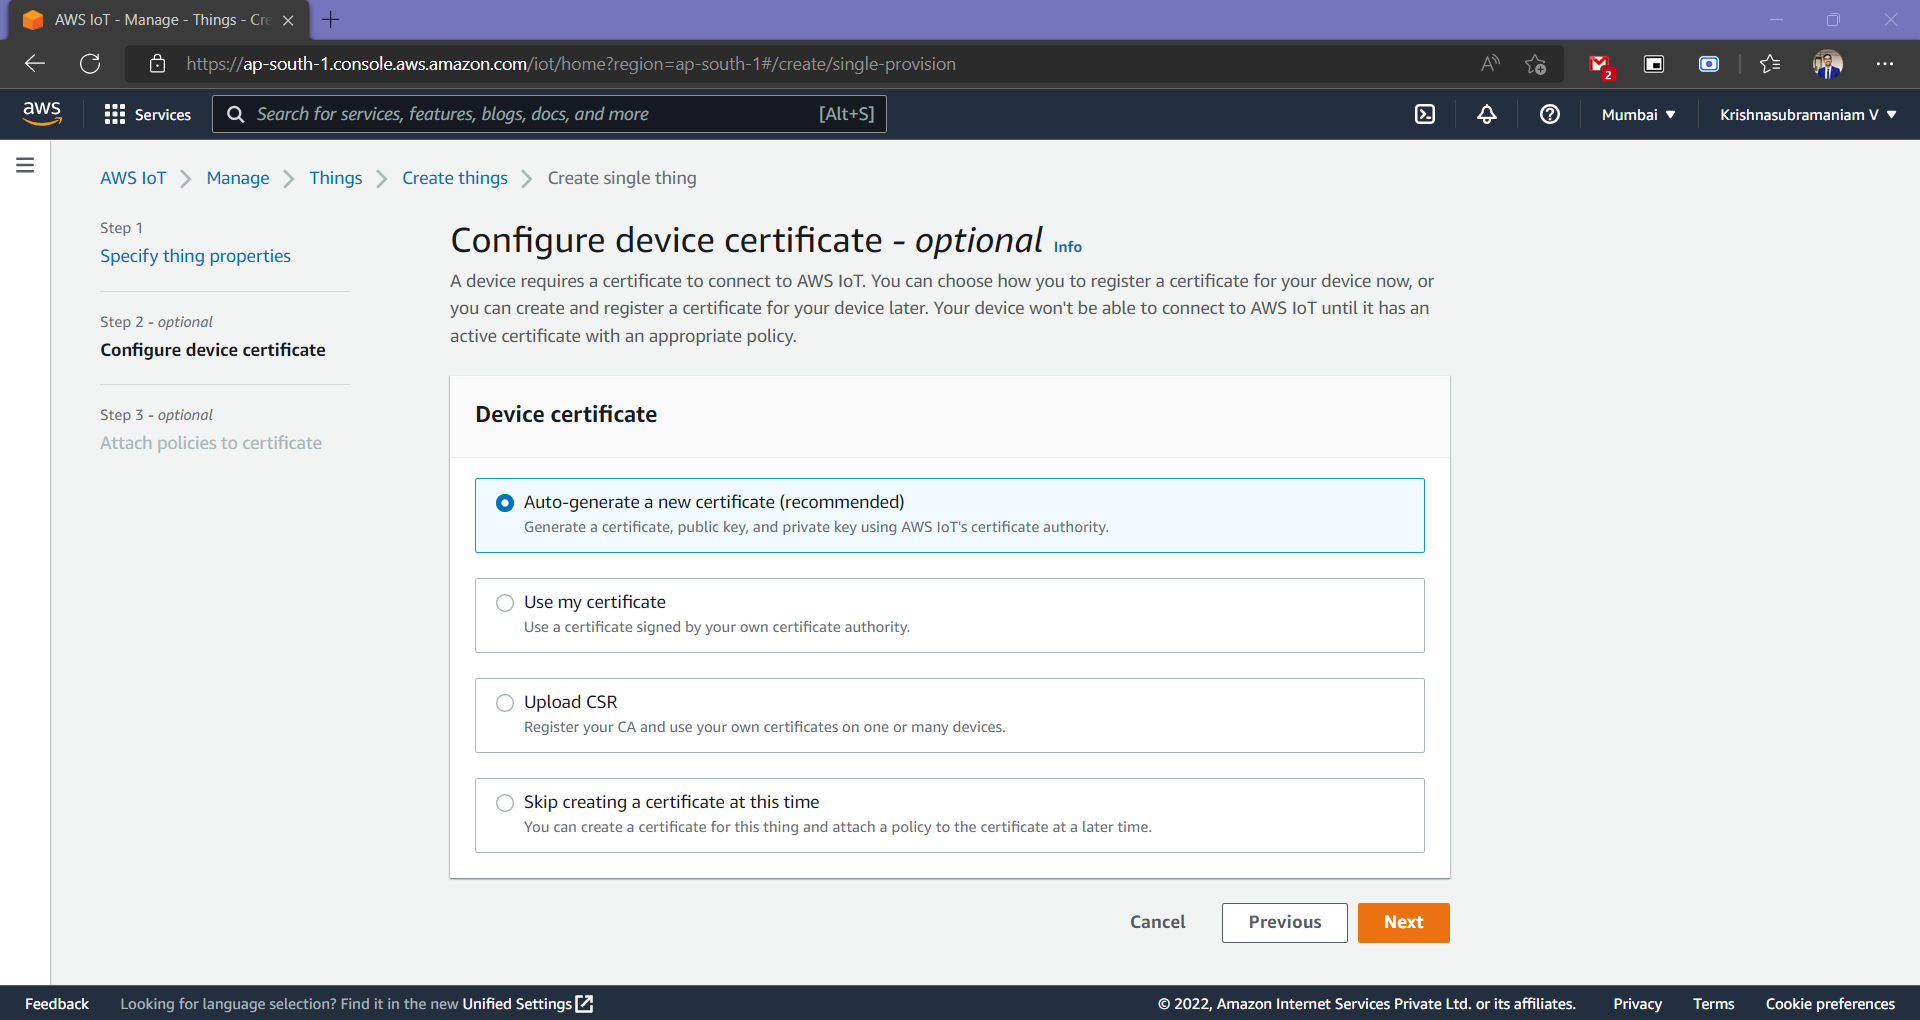 AWS IoT - Manage - Things - Cre
https://ap-south-1.console.aws.amazon.com/iot/home?region=ap-south-1#/create/single-provision
2
aws
Services
Search for services, features, blogs, docs, and more
[Alt+S]
Mumbai
Krishnasubramaniam V
AWS IoT
Manage
Things
Create things
Create single thing
Step 1
Specify thing properties
Step 2 - optional
Configure device certificate
Step 3 - optional
Attach policies to certificate
Configure device certificate - optional Info
A device requires a certificate to connect to AWS IoT. You can choose how you to register a certificate for your device now, or
you can create and register a certificate for your device later. Your device won't be able to connect to AWS IoT until it has an
active certificate with an appropriate policy.
Device certificate
Auto-generate a new certificate (recommended)
Generate a certificate, public key, and private key using AWS IoT's certificate authority.
Use my certificate
Use a certificate signed by your own certificate authority.
Upload CSR
Register your CA and use your own certificates on one or many devices.
Skip creating a certificate at this time
You can create a certificate for this thing and attach a policy to the certificate at a later time.
Cancel
Previous
Next
Feedback
Looking for language selection? Find it in the new Unified Settings
© 2022, Amazon Internet Services Private Ltd. or its affiliates.
Privacy
Terms
Cookie preferences